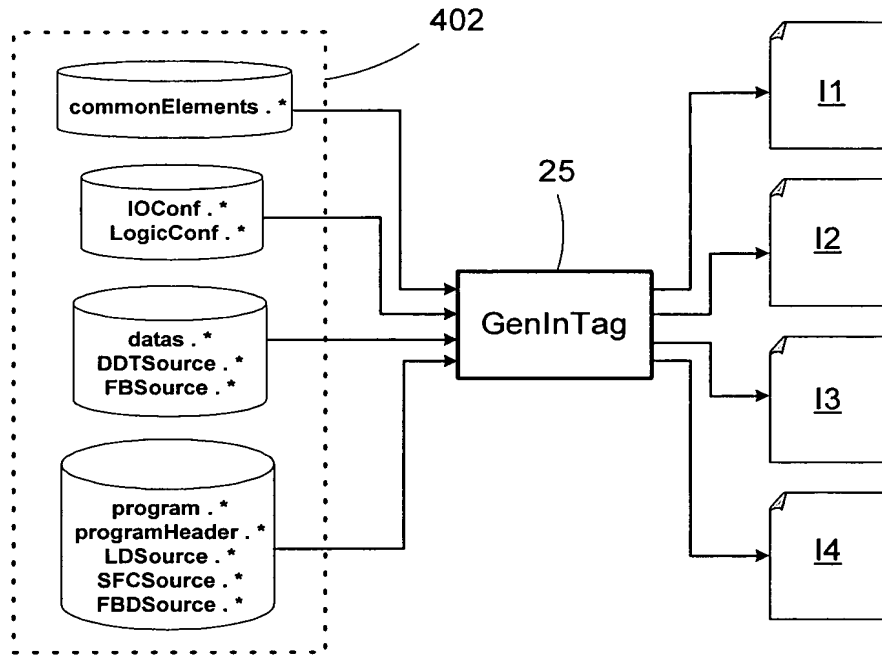 402
commonElements . *
IOConf . *
LogicConf . *
datas . *
DDTSource . *
FBSource . *
program . *
programHeader . *
LDSource . *
SFCSource . *
FBDSource . *
25
GenInTag
I1
I2
I3
I4